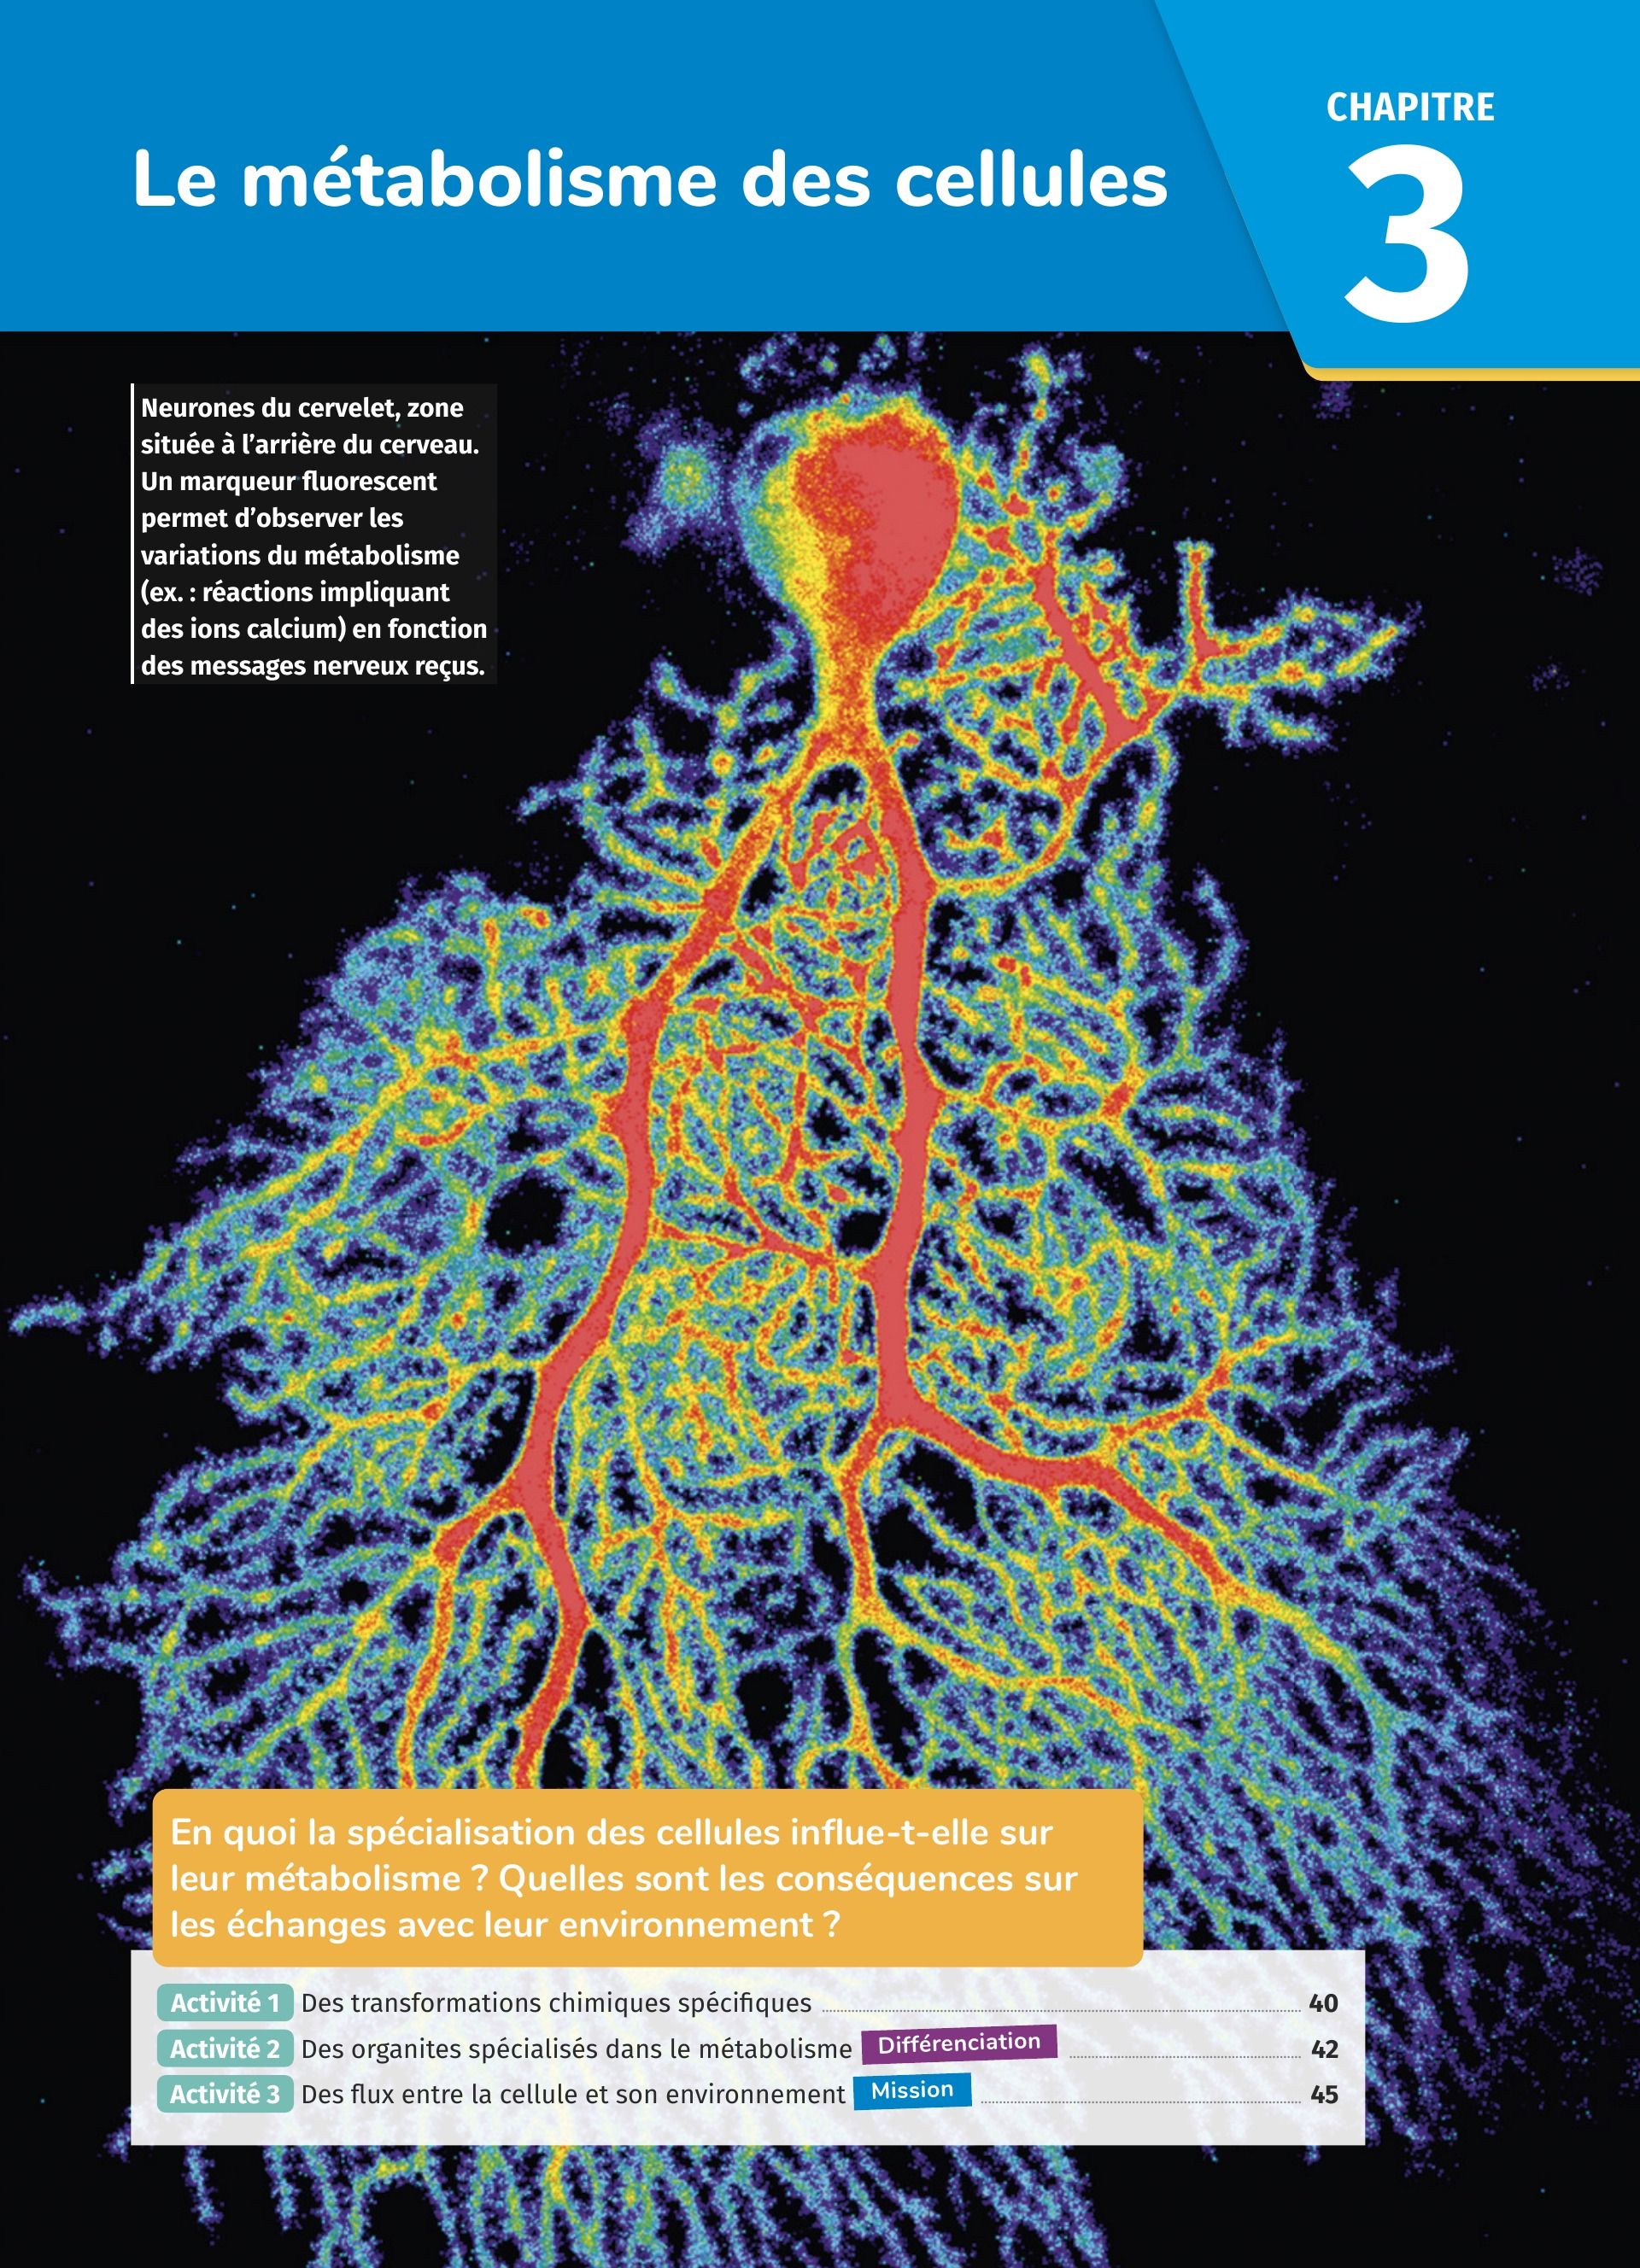 CHAPITRE
3
Le métabolisme des cellules
Neurones du cervelet, zone
située à l'arrière du cerveau.
Un marqueur fluorescent
permet d'observer les
variations du métabolisme
(ex. : réactions impliquant
des ions calcium) en fonction
des messages nerveux reçus.
En quoi la spécialisation des cellules influe-t-elle sur
leur métabolisme ? Quelles sont les conséquences sur
les échanges avec leur environnement ?
Activité 1 Des transformations chimiques spécifiques 40
Activité 2 Des organites spécialisés dans le métabolisme Différenciation 42
Activité 3 Des flux entre la cellule et son environnement Mission 45